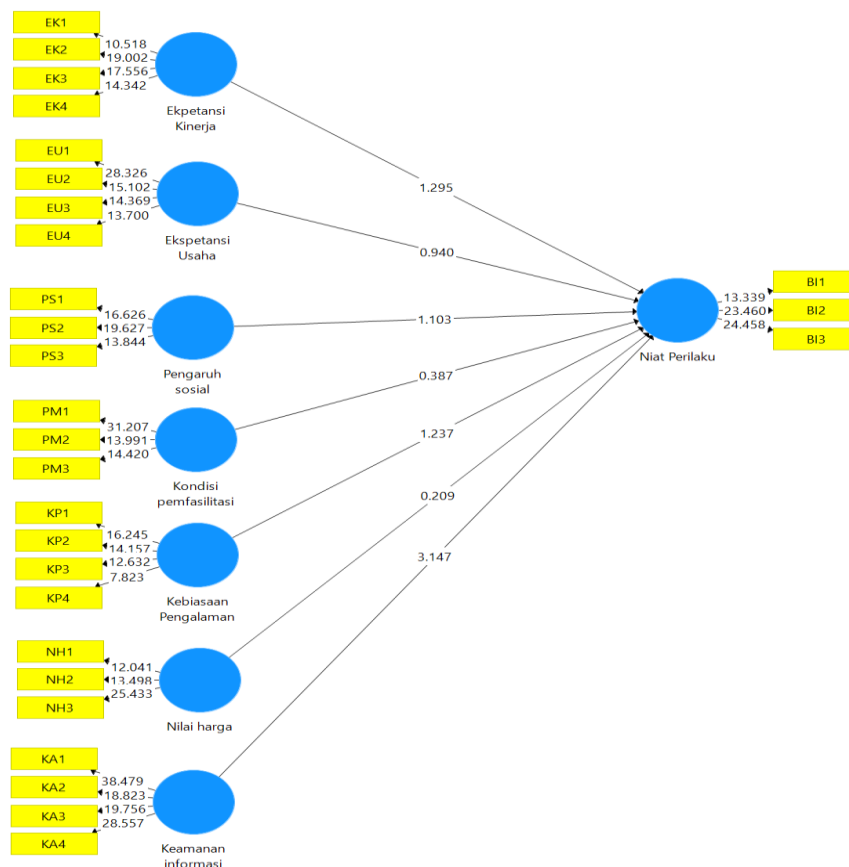 EK1
10.518
EK2
19.002
EK3
17.556
EK4
14.342
Ekpetansi
Kinerja
1.295
EU1
28.326
EU2
15.102
EU3
14.369
EU4
13.700
Ekspetansi
Usaha
0.940
PS1
16.626
PS2
19.627
PS3
13.844
Pengaruh
sosial
1.103
BI1
13.339
BI2
23.460
BI3
24.458
Niat Perilaku
PM1
31.207
PM2
13.991
PM3
14.420
Kondisi
pemfasilitasi
0.387
KP1
16.245
KP2
14.157
KP3
12.632
KP4
7.823
Kebiasaan
Pengalaman
1.237
NH1
12.041
NH2
13.498
NH3
25.433
Nilai harga
0.209
KA1
38.479
KA2
18.823
KA3
19.756
KA4
28.557
Keamanan
informasi
3.147